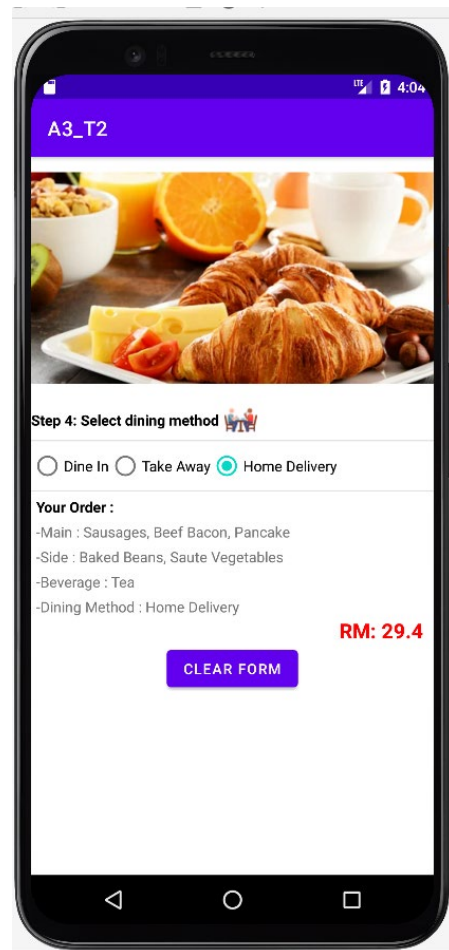 LTE 4:04
A3_T2
Step 4: Select dining method
Dine In Take Away Home Delivery
Your Order :
-Main : Sausages, Beef Bacon, Pancake
-Side : Baked Beans, Saute Vegetables
-Beverage : Tea
-Dining Method : Home Delivery
RM: 29.4
CLEAR FORM